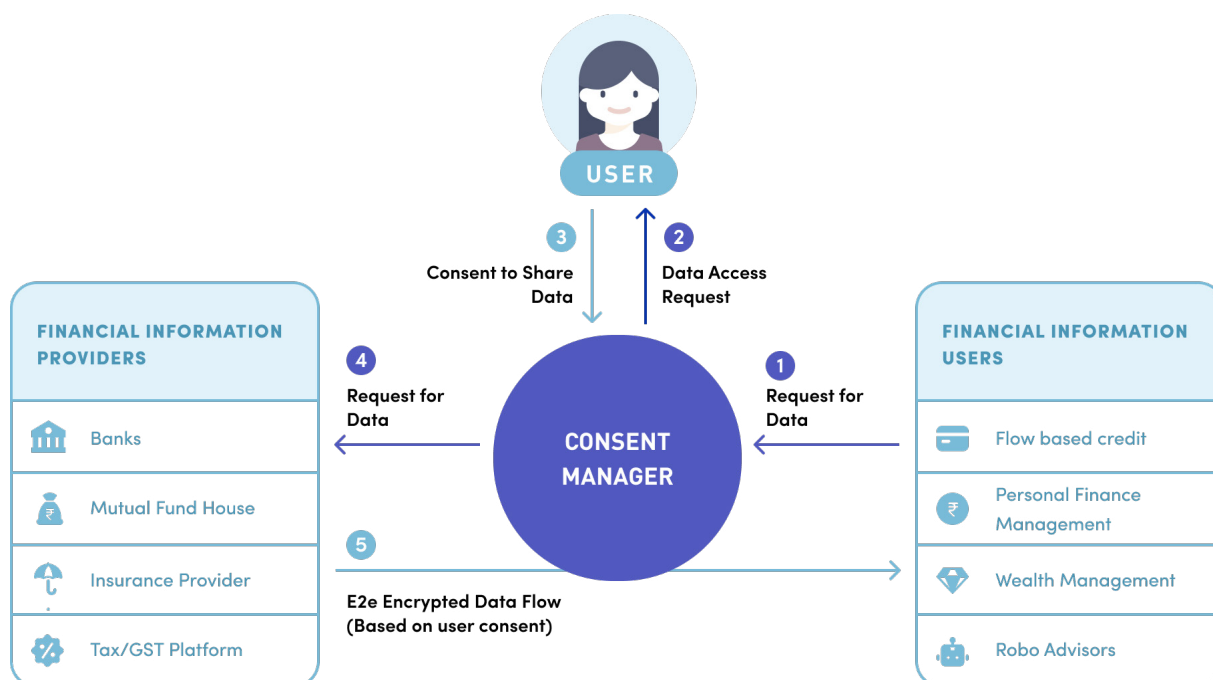 USER
3
Consent to Share
Data
2
Data Access
Request
FINANCIAL INFORMATION
PROVIDERS
Banks
Mutual Fund House
Insurance Provider
Tax/GST Platform
4
Request for
Data
CONSENT
MANAGER
1
Request for
Data
5
E2e Encrypted Data Flow
(Based on user consent)
FINANCIAL INFORMATION
USERS
Flow based credit
₹
Personal Finance
Management
Wealth Management
Robo Advisors